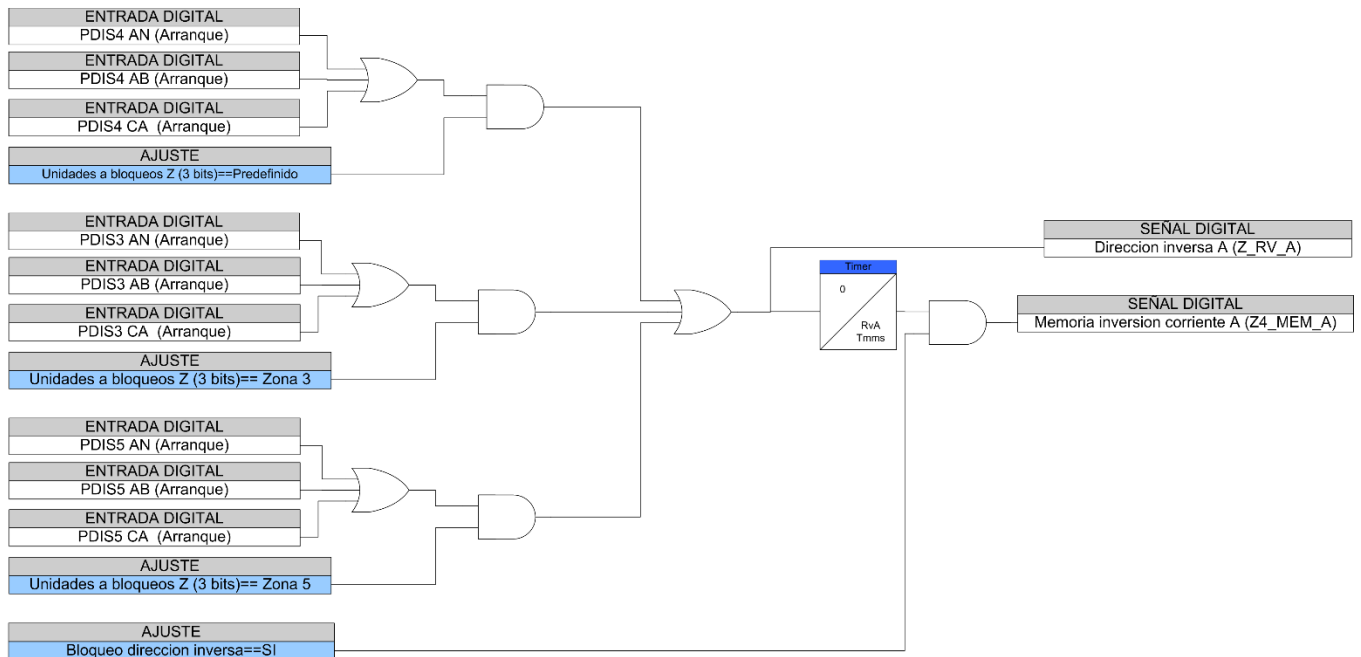 ENTRADA DIGITAL
PDIS4 AN (Arranque)
ENTRADA DIGITAL
PDIS4 AB (Arranque)
ENTRADA DIGITAL
PDIS4 CA (Arranque)
AJUSTE
Unidades a bloqueos Z (3 bits)==Predefinido
ENTRADA DIGITAL
PDIS3 AN (Arranque)
ENTRADA DIGITAL
PDIS3 AB (Arranque)
ENTRADA DIGITAL
PDIS3 CA (Arranque)
AJUSTE
Unidades a bloqueos Z (3 bits)== Zona 3
ENTRADA DIGITAL
PDIS5 AN (Arranque)
ENTRADA DIGITAL
PDIS5 AB (Arranque)
ENTRADA DIGITAL
PDIS5 CA (Arranque)
AJUSTE
Unidades a bloqueos Z (3 bits)== Zona 5
AJUSTE
Bloqueo direccion inversa==SI
Timer
0
RvA
Tmms
SEÑAL DIGITAL
Direccion inversa A (Z_RV_A)
SEÑAL DIGITAL
Memoria inversion corriente A (Z4_MEM_A)